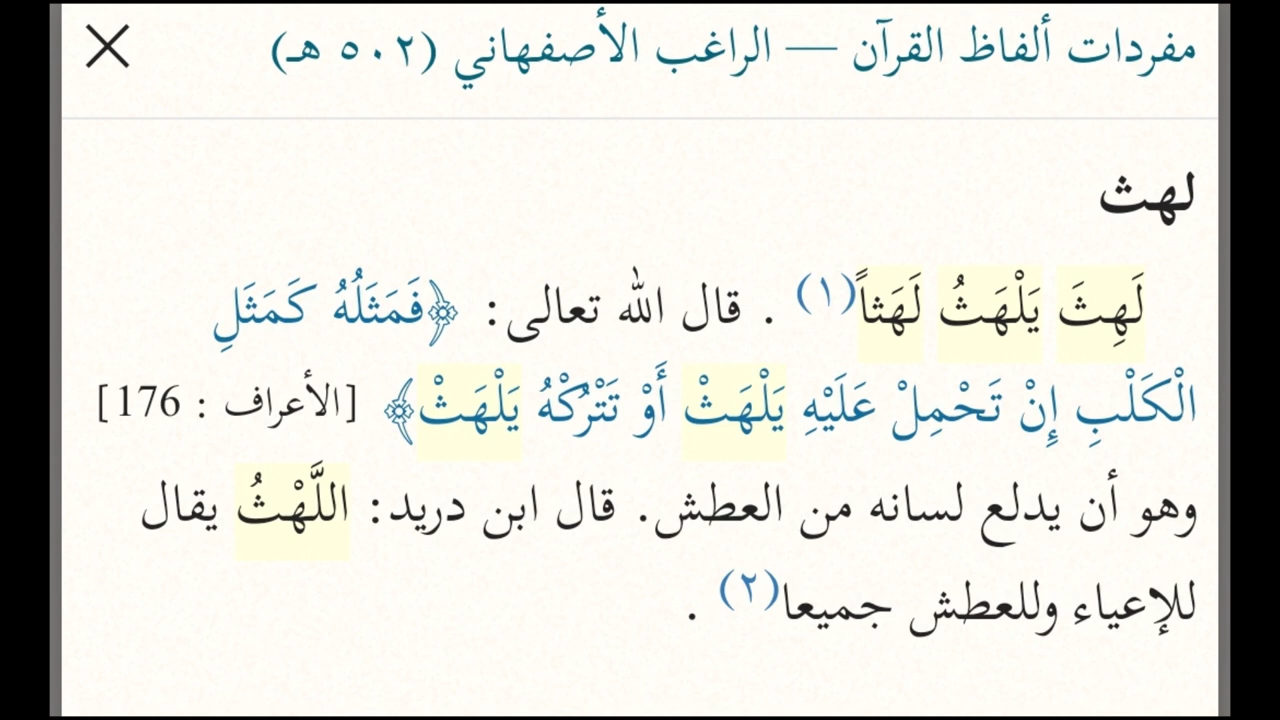 مفردات ألفاظ القرآن — الراغب الأصفهاني (٥٠٢ هـ)
لهث
لَهِثَ يَلْهَثُ لَهَثاً(١) . قال الله تعالى: ﴿فَمَثَلُهُ كَمَثَلِ
الْكَلْبِ إِنْ تَحْمِلْ عَلَيْهِ يَلْهَثْ أَوْ تَتْرُكْهُ يَلْهَثْ﴾ [الأعراف : 176]
وهو أن يدلع لسانه من العطش. قال ابن دريد: اللَّهْثُ يقال
للإعياء وللعطش جميعا(٢) .